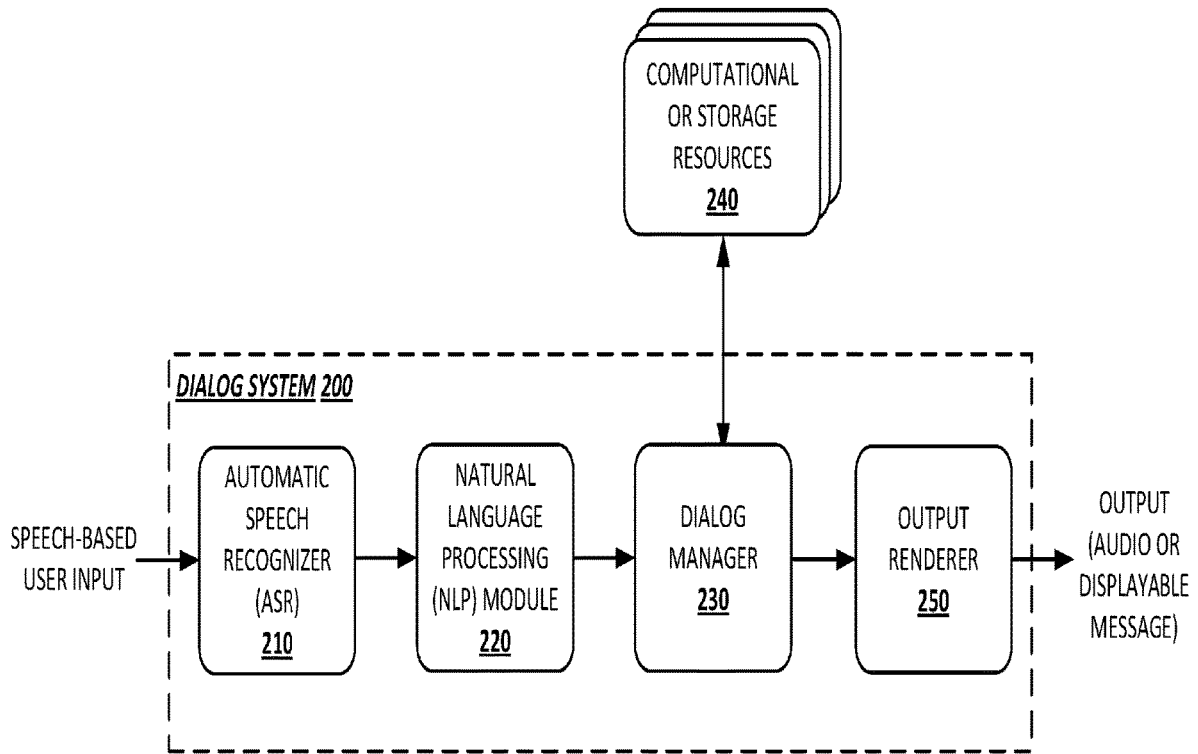 COMPUTATIONAL
OR STORAGE
RESOURCES
240
DIALOG SYSTEM 200
SPEECH-BASED
USER INPUT
AUTOMATIC
SPEECH
RECOGNIZER
(ASR)
210
NATURAL
LANGUAGE
PROCESSING
(NLP) MODULE
220
DIALOG
MANAGER
230
OUTPUT
RENDERER
250
OUTPUT
(AUDIO OR
DISPLAYABLE
MESSAGE)